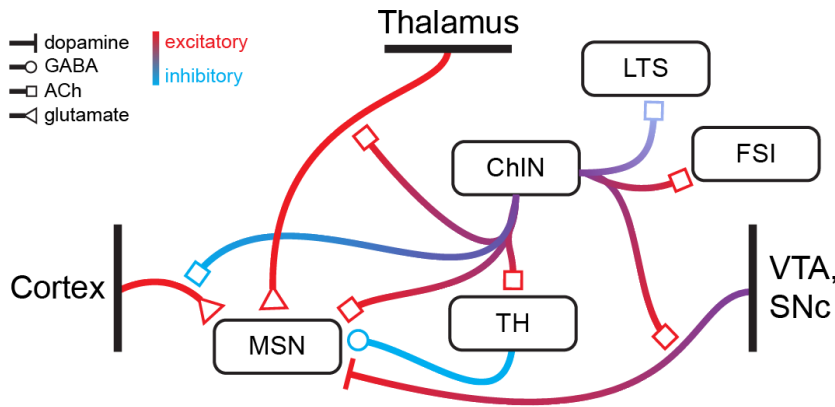 Thalamus
dopamine
GABA
ACh
glutamate
excitatory
inhibitory
LTS
ChIN
FSI
Cortex
VTA,
SNc
MSN
TH